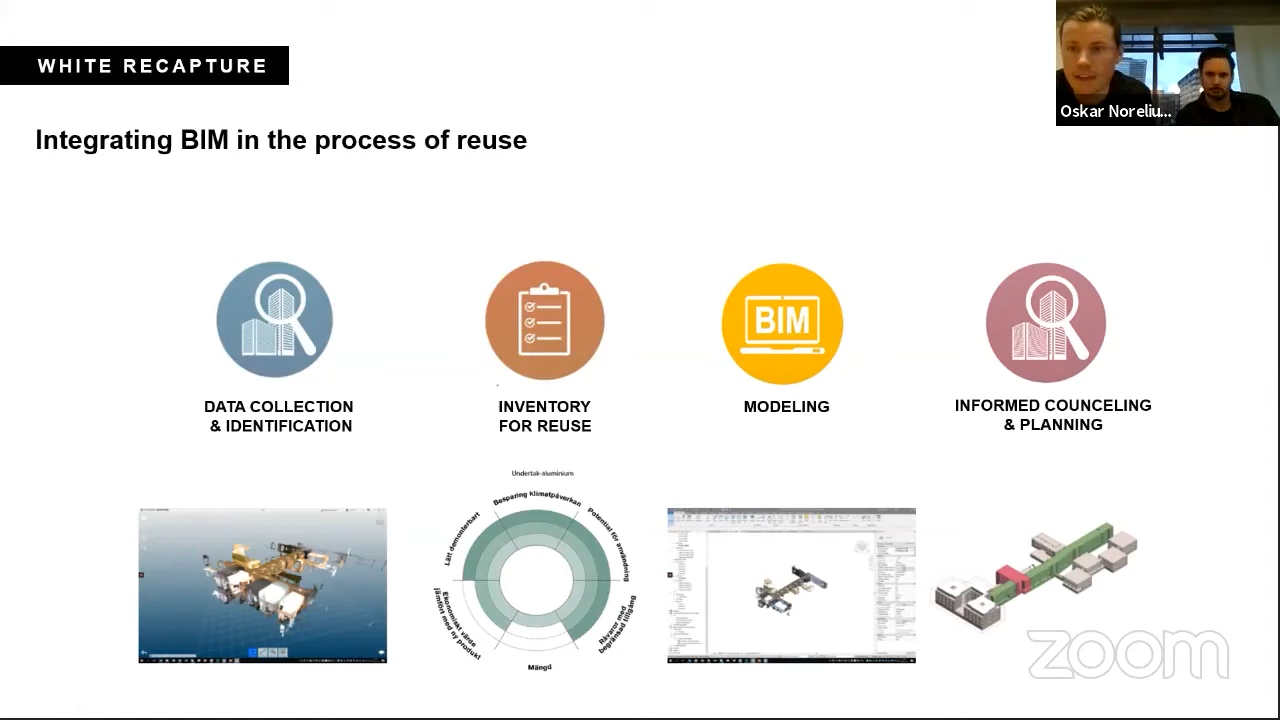 WHITE RECAPTURE
Oskar Noreliu...
Integrating BIM in the process of reuse
BIM
DATA COLLECTION
& IDENTIFICATION
INVENTORY
FOR REUSE
MODELING
INFORMED COUNCELING
& PLANNING
Undertak-aluminium
Besparing klimatpåverkan
Potential för användning
Råvaror med
begränsad tillgång
Mängd
Ekonomiskt värde
jämfört med ny produkt
Lätt demonterbart
zoom